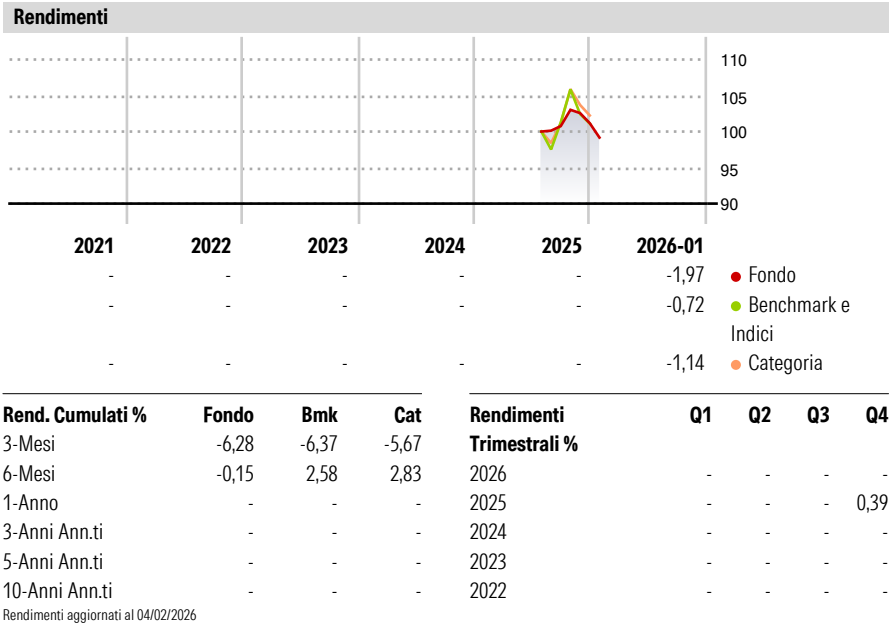 Rendimenti
110
105
100
95
90
2021 2022 2023 2024 2025 2026-01
- - - - - -1,97 Fondo
- - - - - -0,72 Benchmark e
Indici
- - - - - -1,14 Categoria
Rend. Cumulati % Fondo Bmk Cat
3-Mesi -6,28 -6,37 -5,67
6-Mesi -0,15 2,58 2,83
1-Anno - - -
3-Anni Ann.ti - - -
5-Anni Ann.ti - - -
10-Anni Ann.ti - - -
Rendimenti Q1 Q2 Q3 Q4
Trimestrali %
2026 - - - -
2025 - - - 0,39
2024 - - - -
2023 - - - -
2022 - - - -
Rendimenti aggiornati al 04/02/2026